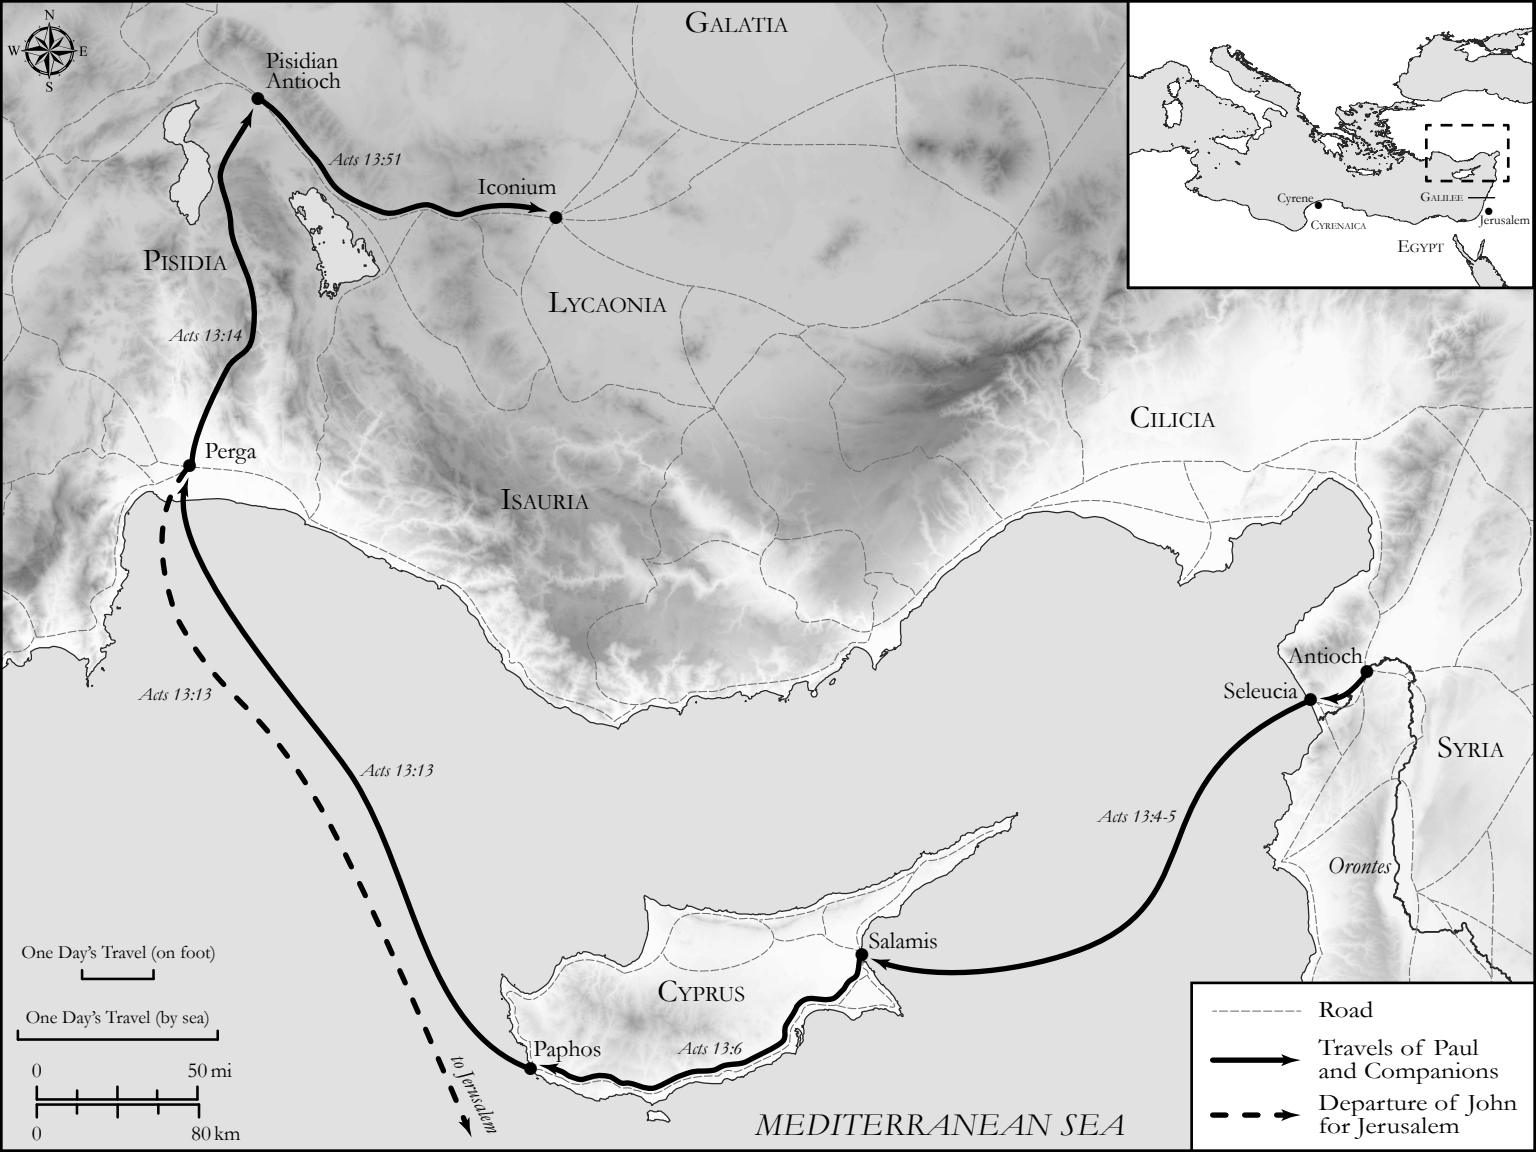 N
W
E
S
GALATIA
Pisidian
Antioch
Acts 13:51
Iconium
PISIDIA
LYCAONIA
Acts 13:14
Perga
ISAURIA
CILICIA
Cyrene
CYRENAICA
GALILEE
Jerusalem
EGYPT
Antioch
Seleucia
SYRIA
Acts 13:13
Acts 13:13
Acts 13:4-5
Orontes
Salamis
CYPRUS
Paphos
Acts 13:6
to Jerusalem
MEDITERRANEAN SEA
One Day's Travel (on foot)
One Day's Travel (by sea)
0 50 mi
0 80 km
Road
Travels of Paul
and Companions
Departure of John
for Jerusalem